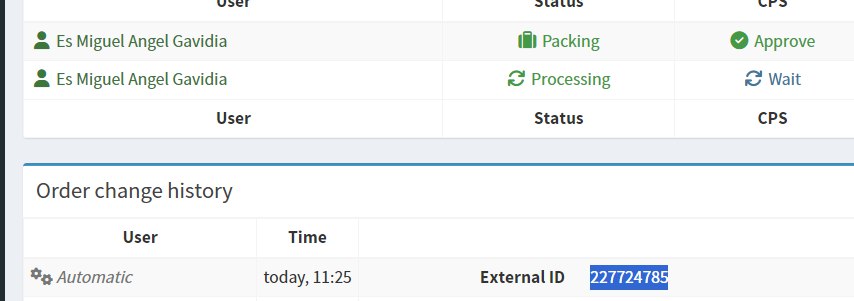 User Status CPS
Es Miguel Angel Gavidia Packing Approve
Es Miguel Angel Gavidia Processing Wait
User Status CPS
Order change history
User Time
Automatic today, 11:25 External ID 227724785